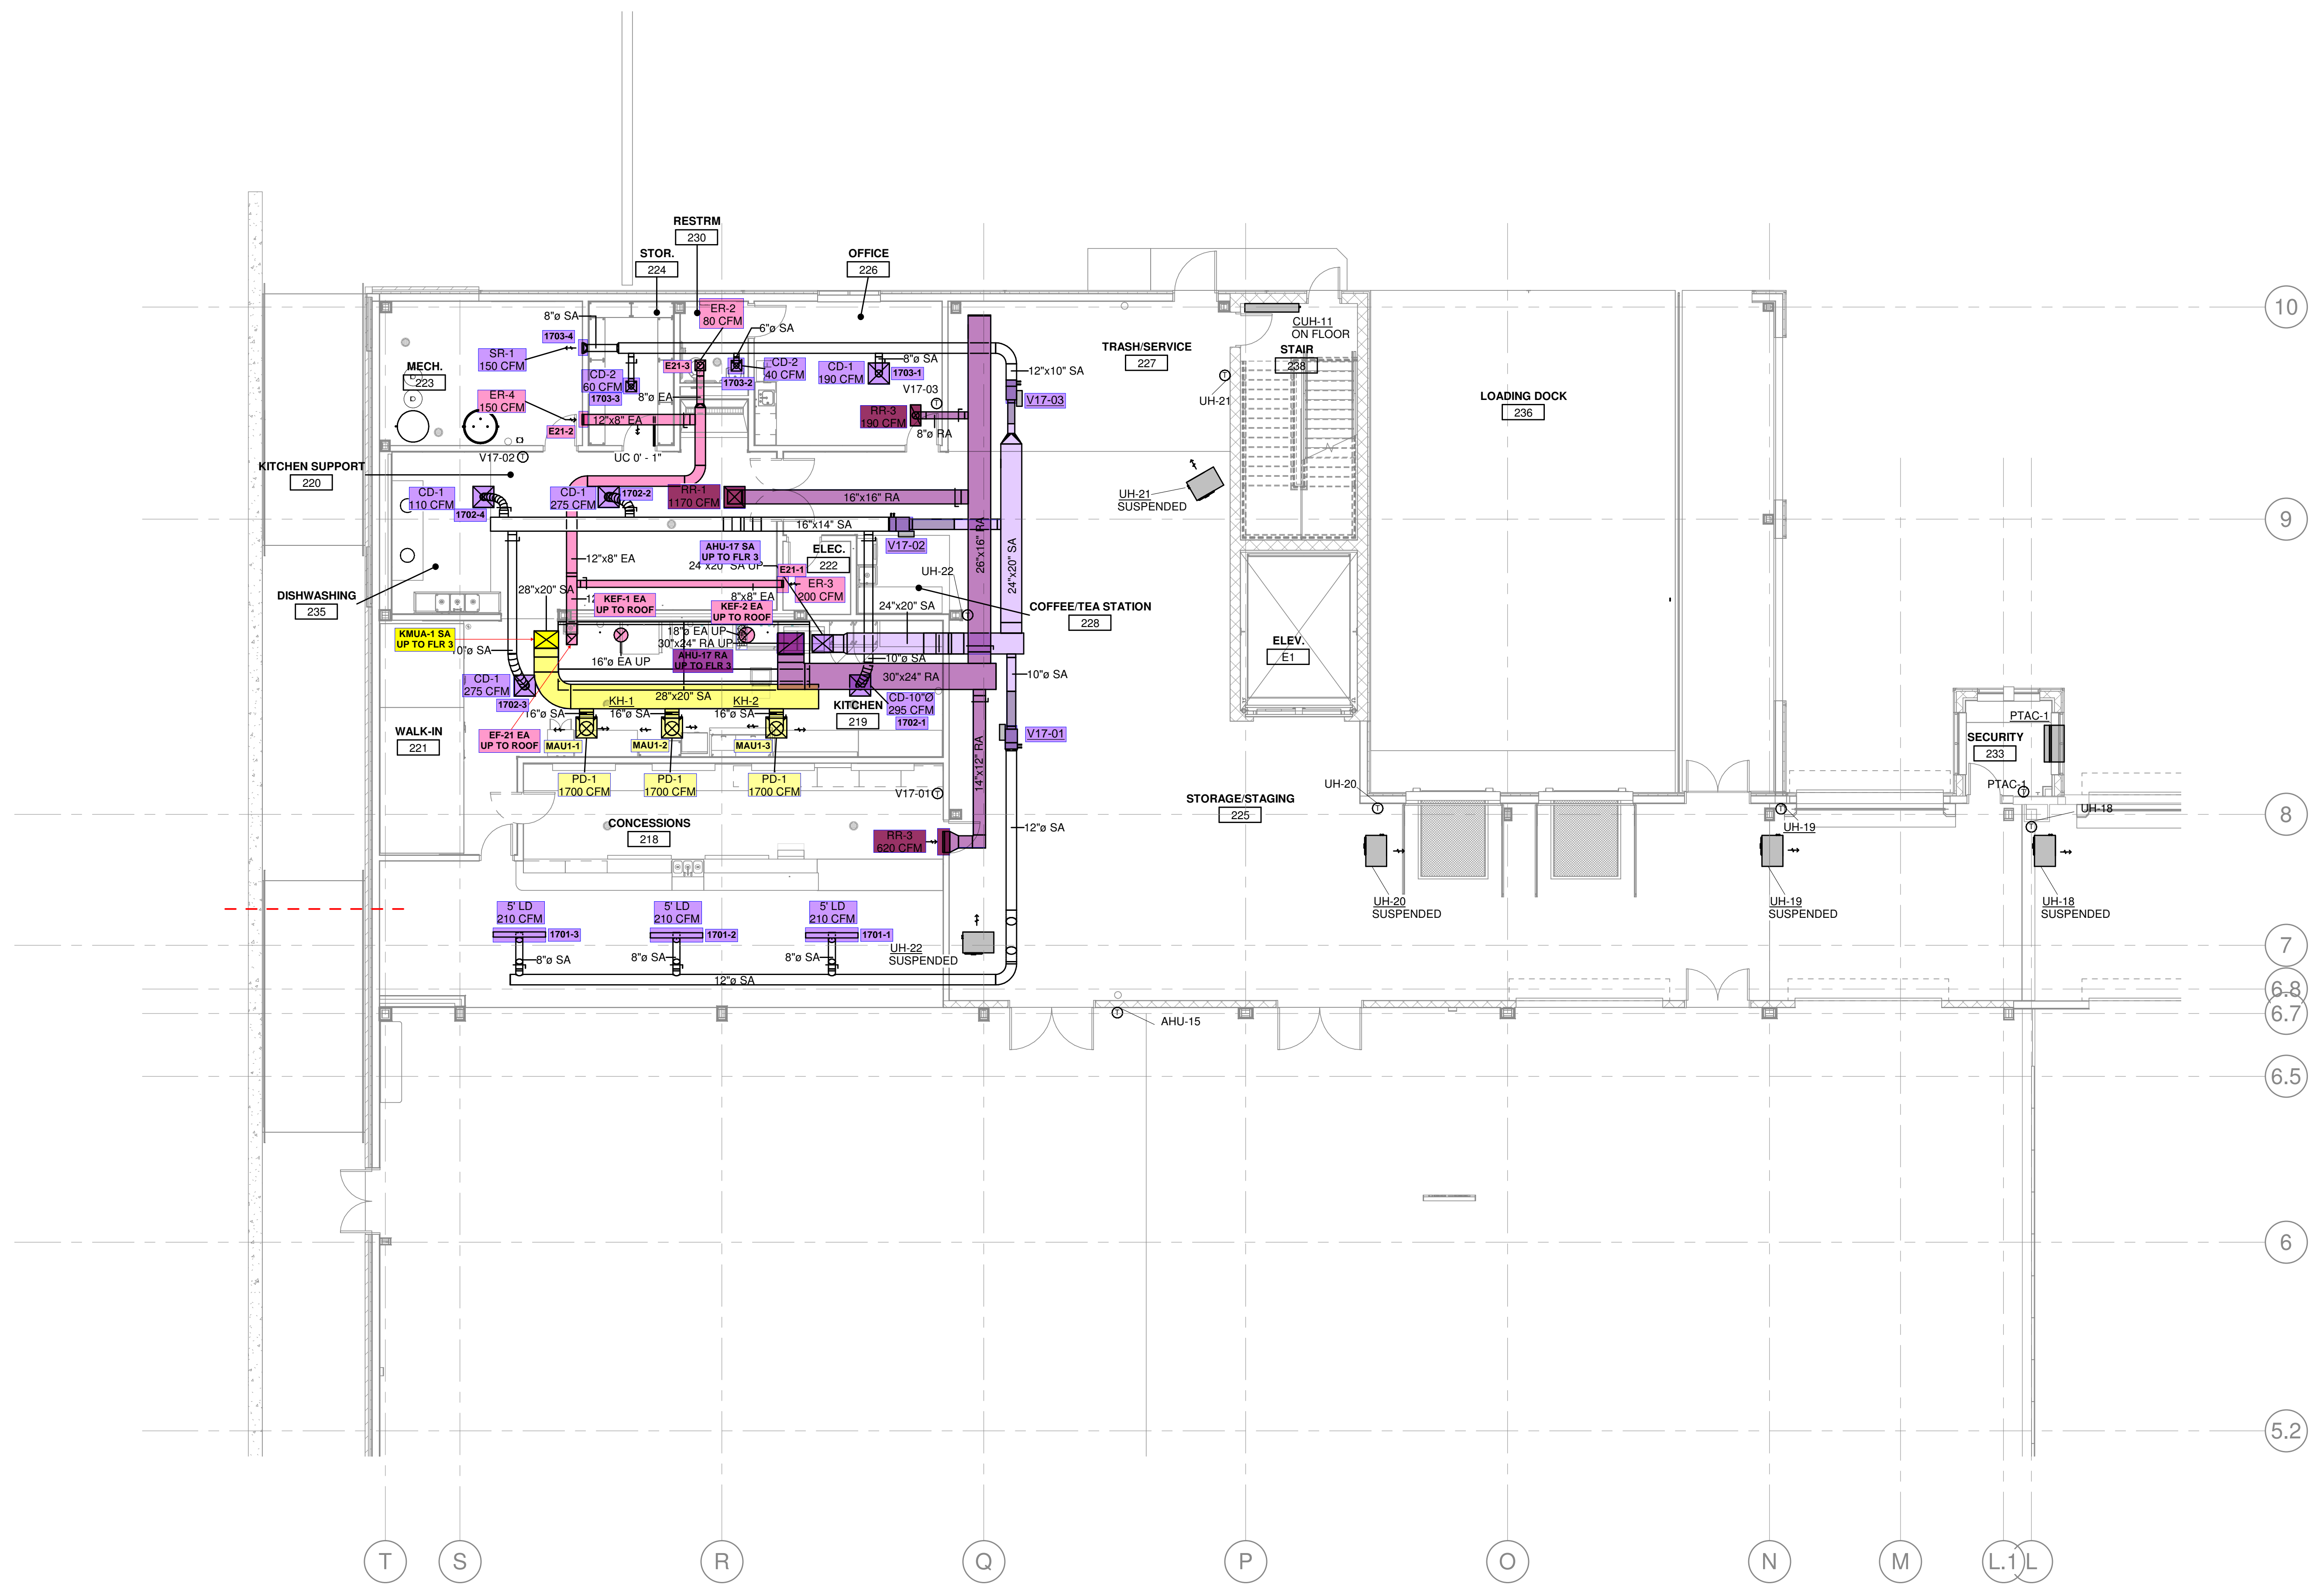 RESTRM
230
STOR.
224
OFFICE
226
10
ER-2
80 CFM
8"ø SA
6"ø SA
CUH-11
ON FLOOR
1703-4
SR-1
150 CFM
TRASH/SERVICE
227
STAIR
238
MECH.
223
CD-2
60 CFM
E21-3
CD-2
40 CFM
1703-2
CD-1
190 CFM
1703-1
8"ø SA
12"x10" SA
UH-21
LOADING DOCK
236
ER-4
150 CFM
1703-3
8"ø EA
V17-03
V17-03
RR-3
190 CFM
12"x8" EA
E21-2
8"ø RA
V17-02
UC 0' - 1"
KITCHEN SUPPORT
220
CD-1
110 CFM
1702-4
CD-1
275 CFM
1702-2
RR-1
1170 CFM
16"x16" RA
UH-21
SUSPENDED
16"x14" SA
9
26"x16" RA
24"x20" SA
12"x8" EA
AHU-17 SA
UP TO FLR 3
24"x20" SA UP
ELEC.
222
V17-02
E21-1
UH-22
DISHWASHING
235
28"x20" SA
KEF-1 EA
UP TO ROOF
8"x8" EA
ER-3
200 CFM
KEF-2 EA
UP TO ROOF
24"x20" SA
COFFEE/TEA STATION
228
KMUA-1 SA
UP TO FLR 3
10"ø SA
18"ø EA UP
30"x24" RA UP
16"ø EA UP
AHU-17 RA
UP TO FLR 3
10"ø SA
ELEV.
E1
CD-1
275 CFM
1702-3
30"x24" RA
10"ø SA
28"x20" SA
KH-1
KH-2
CD-10"Ø
295 CFM
1702-1
KITCHEN
219
16"ø SA
16"ø SA
16"ø SA
WALK-IN
221
EF-21 EA
UP TO ROOF
MAU1-1
MAU1-2
MAU1-3
14"x12" RA
V17-01
PTAC-1
SECURITY
233
PD-1
1700 CFM
PD-1
1700 CFM
PD-1
1700 CFM
V17-01
UH-20
PTAC-1
STORAGE/STAGING
225
UH-18
8
CONCESSIONS
218
12"ø SA
UH-19
RR-3
620 CFM
5' LD
210 CFM
1701-3
5' LD
210 CFM
1701-2
5' LD
210 CFM
1701-1
UH-20
SUSPENDED
UH-19
SUSPENDED
UH-18
SUSPENDED
UH-22
SUSPENDED
7
8"ø SA
8"ø SA
8"ø SA
12"ø SA
6.8
6.7
AHU-15
6.5
6
5.2
T
S
R
Q
P
O
N
M
L.1
L